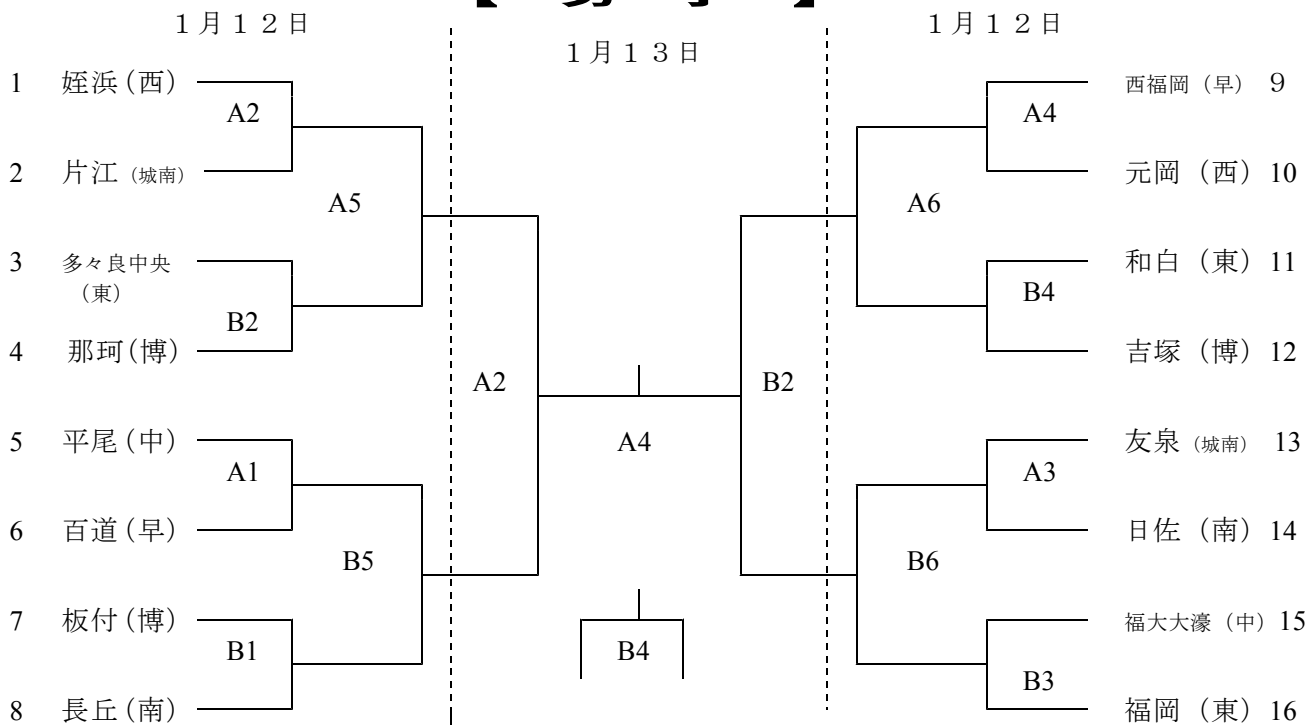 1月12日
1月13日
1月12日
1 姪浜(西)
A2
2 片江(城南)
A5
3 多々良中央
(東)
B2
4 那珂(博)
A2
5 平尾(中)
A1
6 百道(早)
B5
7 板付(博)
B1
8 長丘(南)
A4
B4
B2
西福岡(早) 9
A4
元岡(西) 10
A6
和白(東) 11
B4
吉塚(博) 12
友泉(城南) 13
A3
日佐(南) 14
B6
福大大濠(中) 15
B3
福岡(東) 16